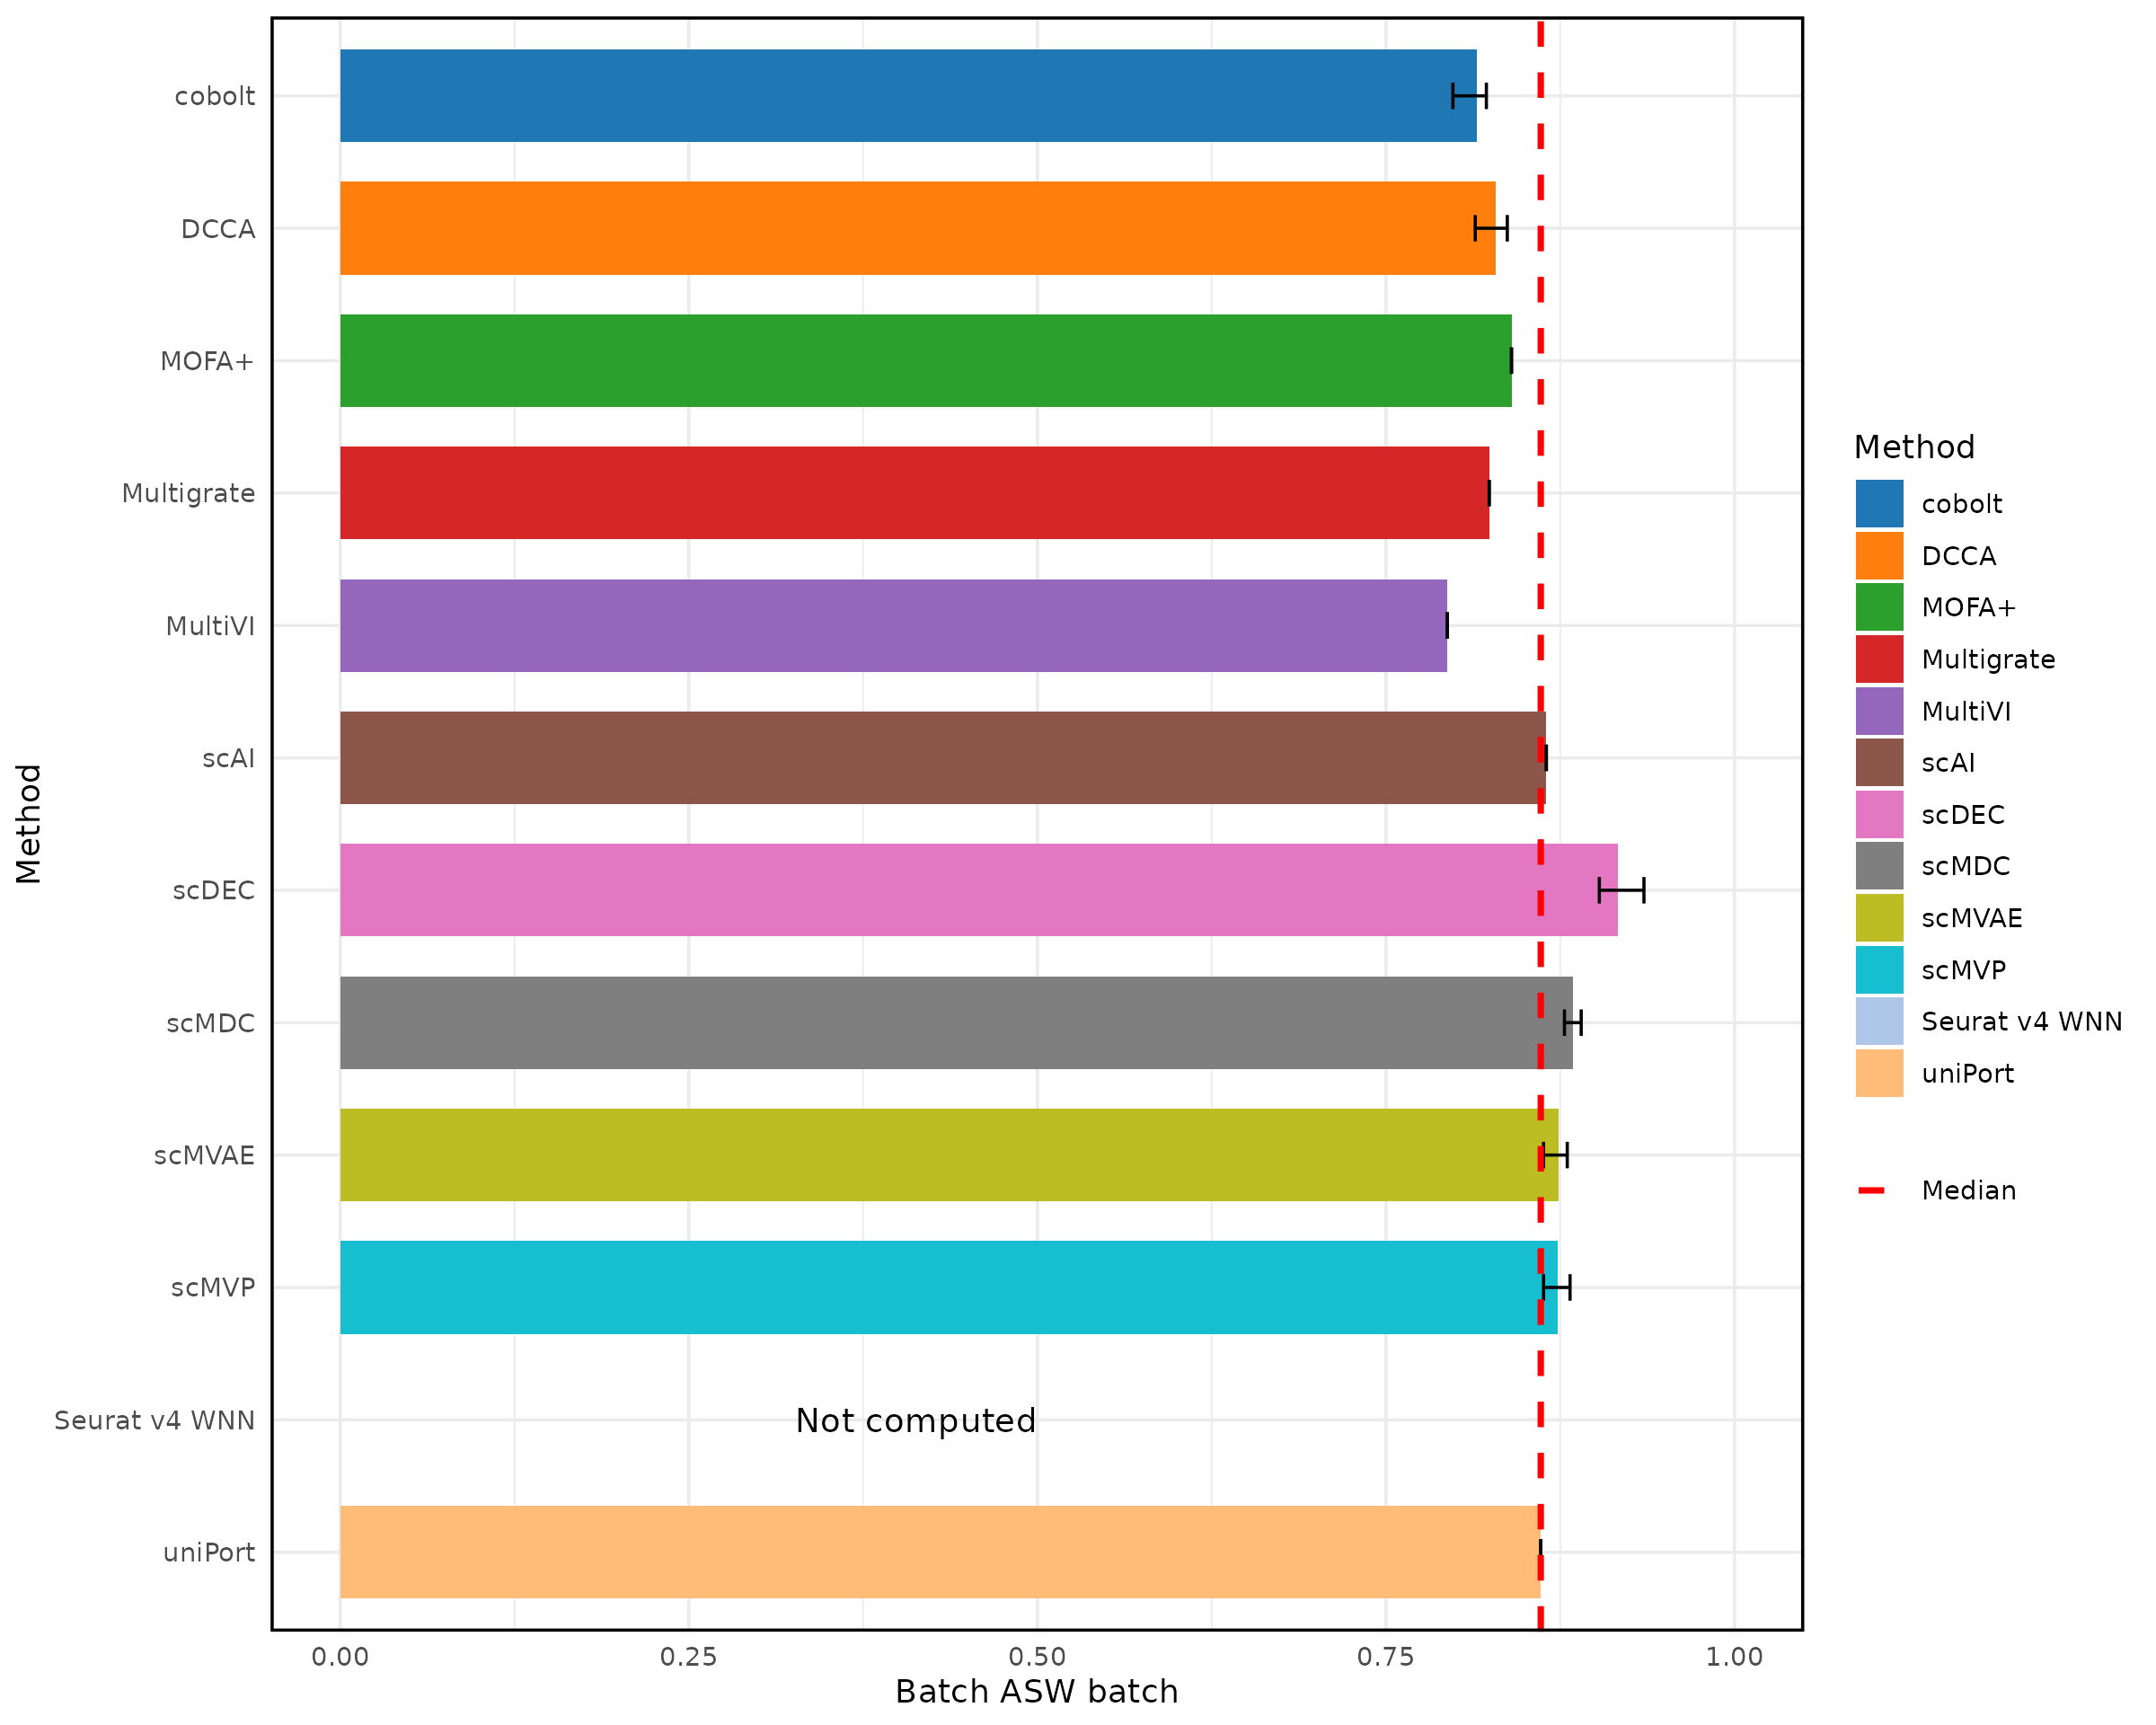 cobolt
DCCA
MOFA+
Multigrate
MultiVI
scAI
scDEC
scMDC
scMVAE
scMVP
Seurat v4 WNN
uniPort
Method
Not computed
0.00
0.25
0.50
0.75
1.00
Batch ASW batch
Method
cobolt
DCCA
MOFA+
Multigrate
MultiVI
scAI
scDEC
scMDC
scMVAE
scMVP
Seurat v4 WNN
uniPort
Median